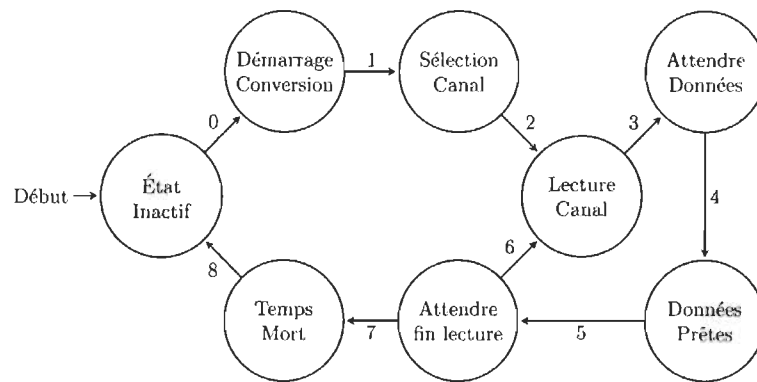 Démarrage
Conversion
1
Sélection
Canal
Attendre
Données
0
2
3
Début
État
Inactif
Lecture
Canal
4
8
6
Temps
Mort
7
Attendre
fin lecture
5
Données
Prêtes